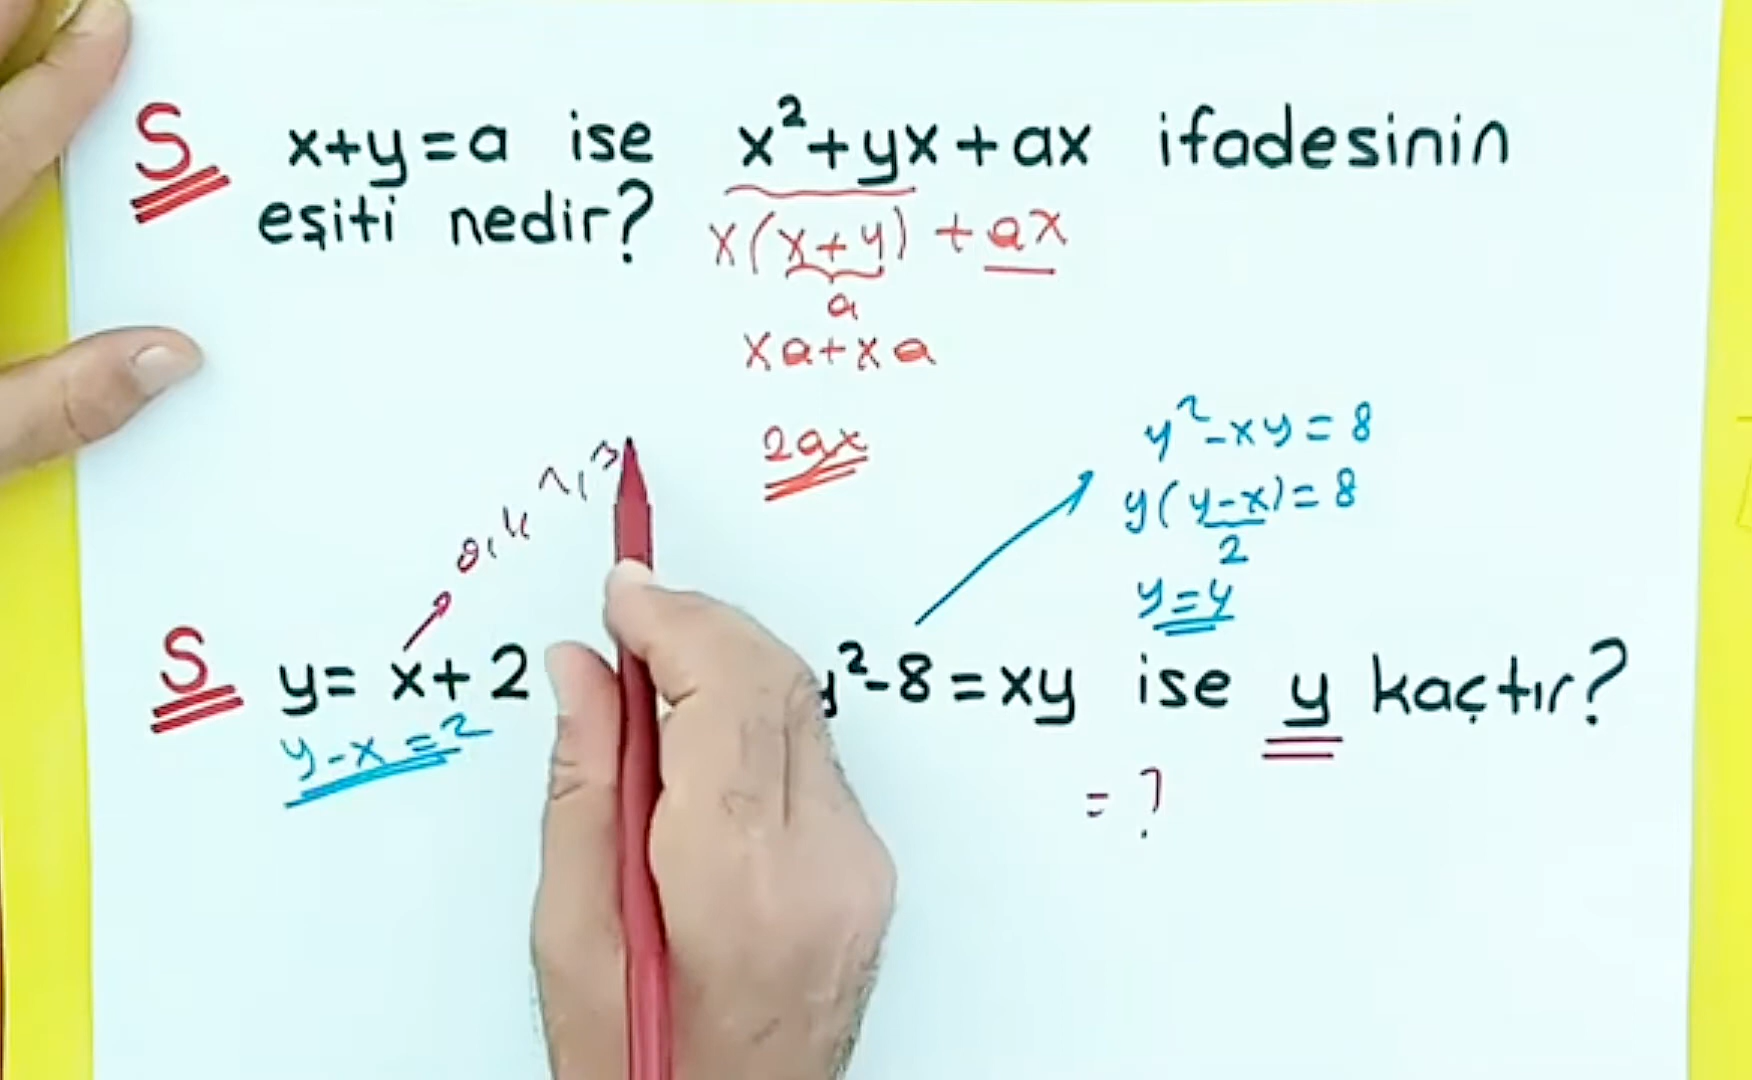 S x+y=a ise x²+yx+ax ifadesinin
eşiti nedir?
x(x+y)+ax
a
xa+xa
2ax
y²-xy=8
y(y-x)=8
2
y=4
S y=x+2 y²-8=xy ise y kaçtır?
y-x=2
=?